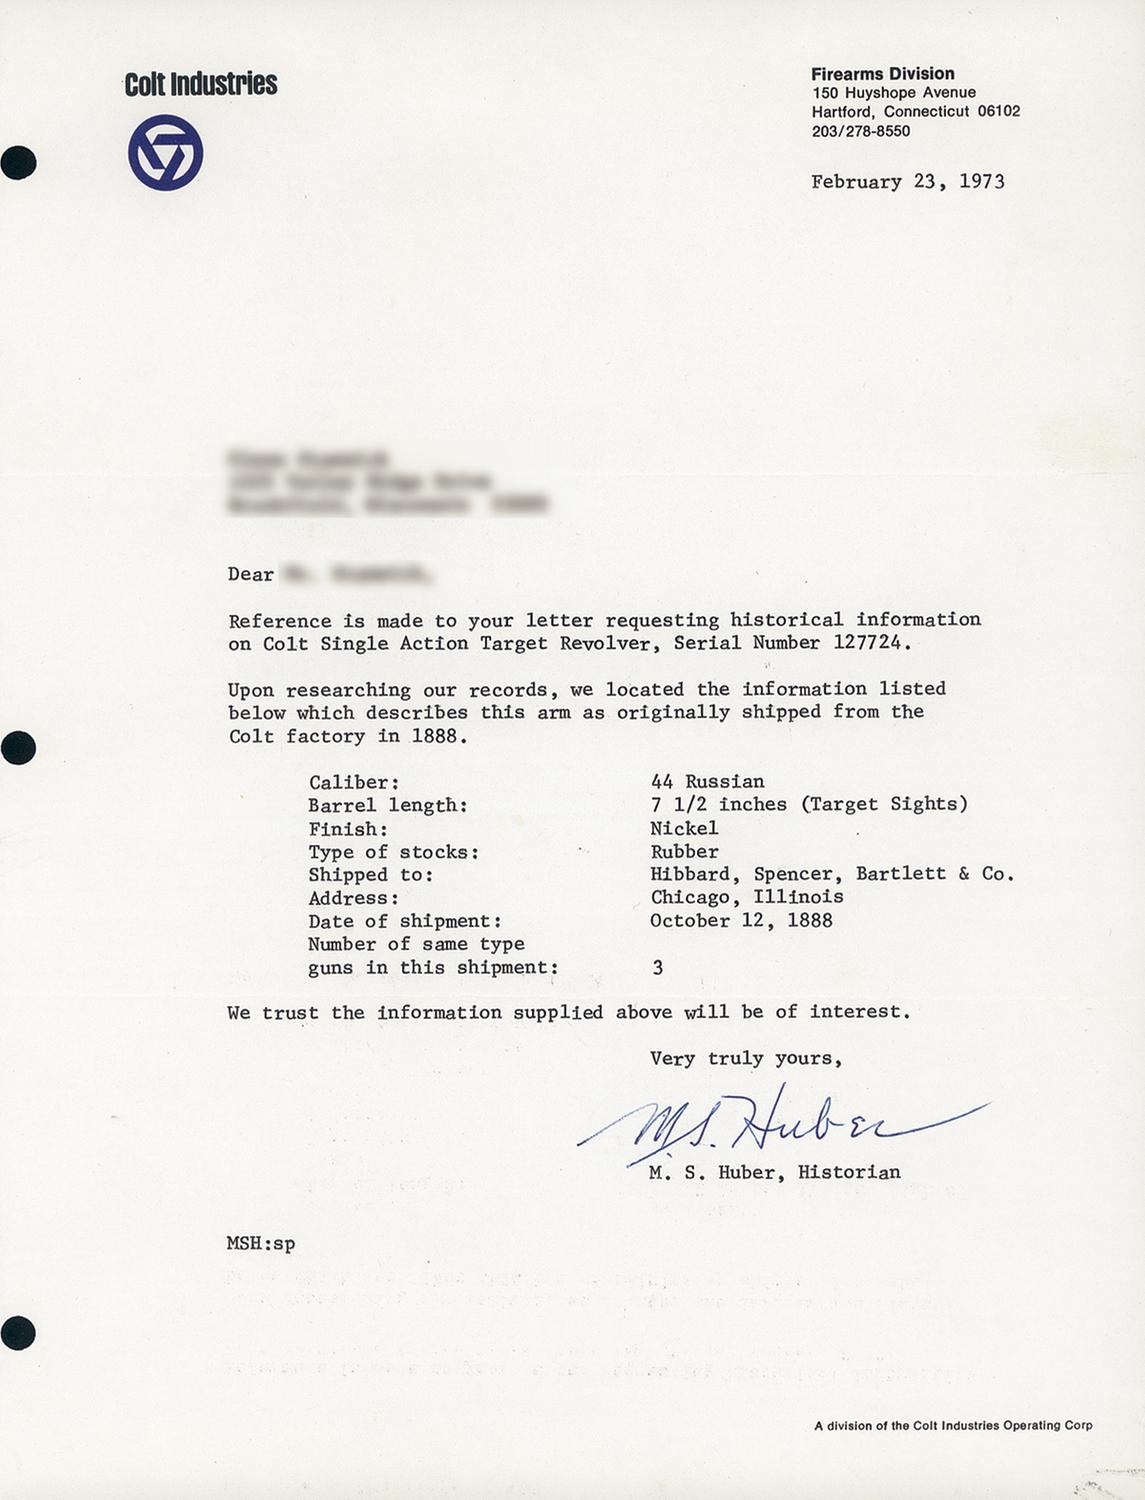 Colt Industries
Firearms Division
150 Huyshope Avenue
Hartford, Connecticut 06102
203/278-8550
February 23, 1973
Dear
Reference is made to your letter requesting historical information
on Colt Single Action Target Revolver, Serial Number 127724.
Upon researching our records, we located the information listed
below which describes this arm as originally shipped from the
Colt factory in 1888.
Caliber: 44 Russian
Barrel length: 7 1/2 inches (Target Sights)
Finish: Nickel
Type of stocks: Rubber
Shipped to: Hibbard, Spencer, Bartlett & Co.
Address: Chicago, Illinois
Date of shipment: October 12, 1888
Number of same type
guns in this shipment: 3
We trust the information supplied above will be of interest.
Very truly yours,
M. S. Huber
M. S. Huber, Historian
MSH:sp
A division of the Colt Industries Operating Corp